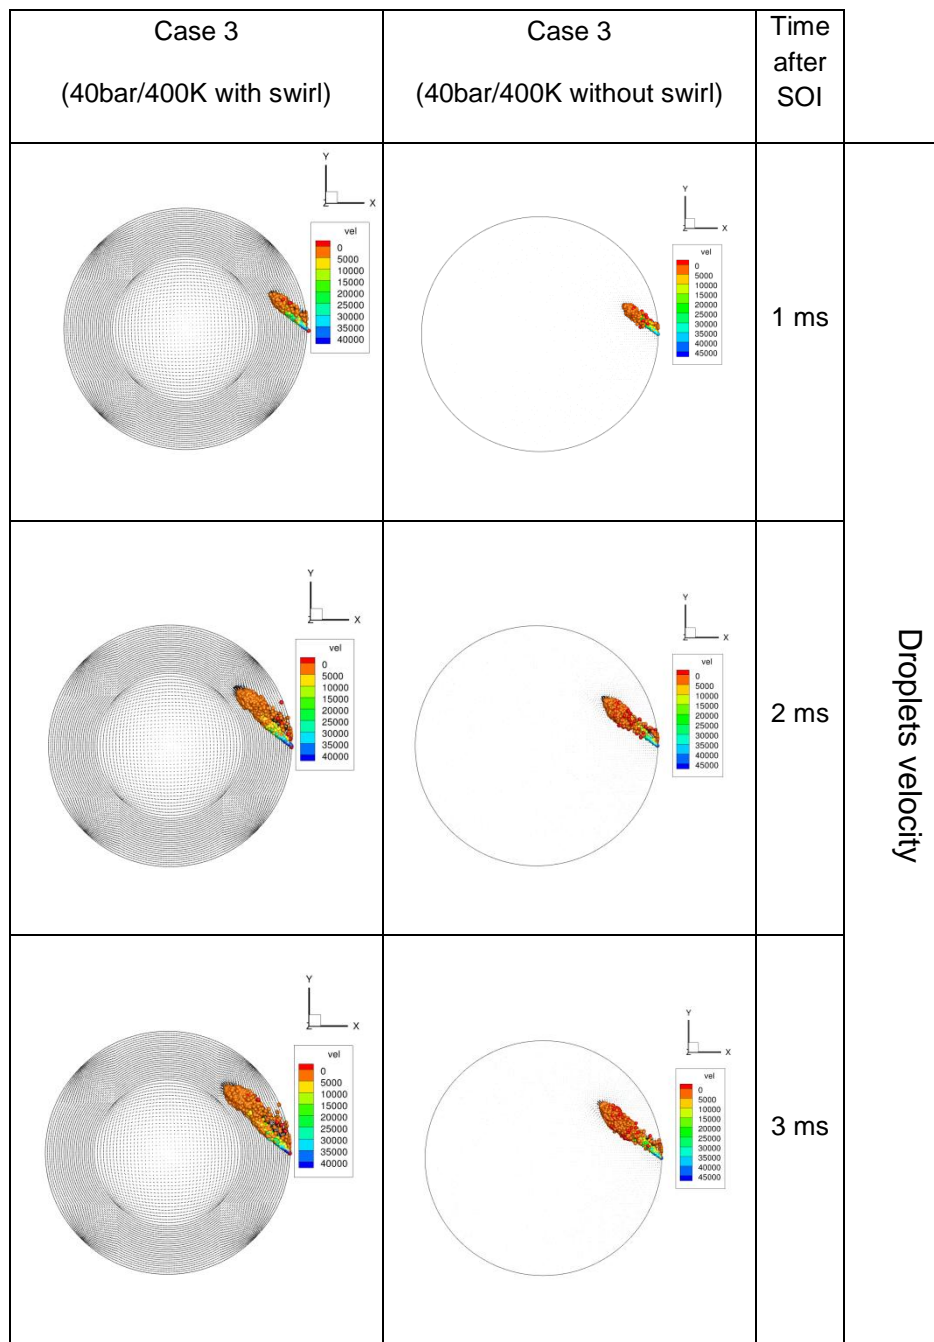 Case 3
(40bar/400K with swirl)
Case 3
(40bar/400K without swirl)
Time
after
SOI
Y
X
Z
vel
0
5000
10000
15000
20000
25000
30000
35000
40000
Y
X
Z
vel
0
5000
10000
15000
20000
25000
30000
35000
40000
45000
1 ms
Y
X
Z
vel
0
5000
10000
15000
20000
25000
30000
35000
40000
Y
X
Z
vel
0
5000
10000
15000
20000
25000
30000
35000
40000
45000
2 ms
Y
X
Z
vel
0
5000
10000
15000
20000
25000
30000
35000
40000
Y
X
Z
vel
0
5000
10000
15000
20000
25000
30000
35000
40000
45000
3 ms
Droplets velocity